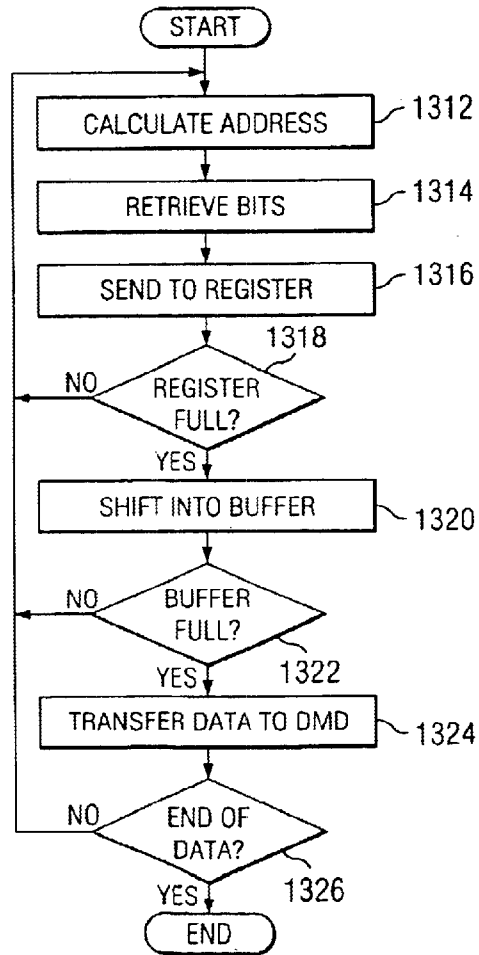 START
CALCULATE ADDRESS
1312
RETRIEVE BITS
1314
SEND TO REGISTER
1316
1318
NO
REGISTER
FULL?
YES
SHIFT INTO BUFFER
1320
NO
BUFFER
FULL?
1322
YES
TRANSFER DATA TO DMD
1324
NO
END OF
DATA?
1326
YES
END